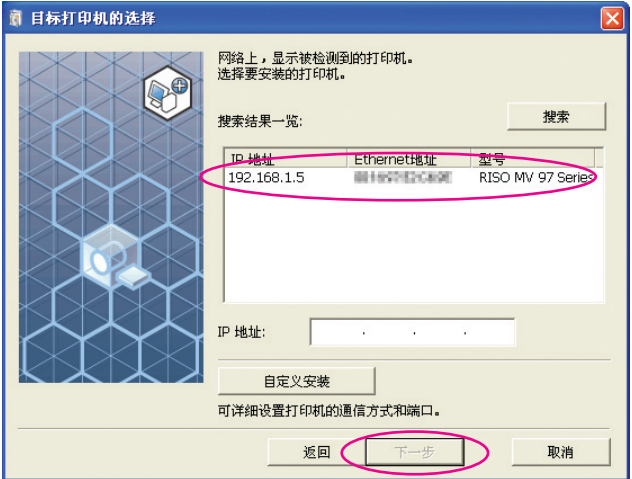 目标打印机的选择
网络上，显示被检测到的打印机。
选择要安装的打印机。
搜索结果一览:
搜索
IP 地址 Ethernet地址 型号
192.168.1.5 RISO MV 97 Series
IP 地址:
自定义安装
可详细设置打印机的通信方式和端口。
返回 下一步 取消